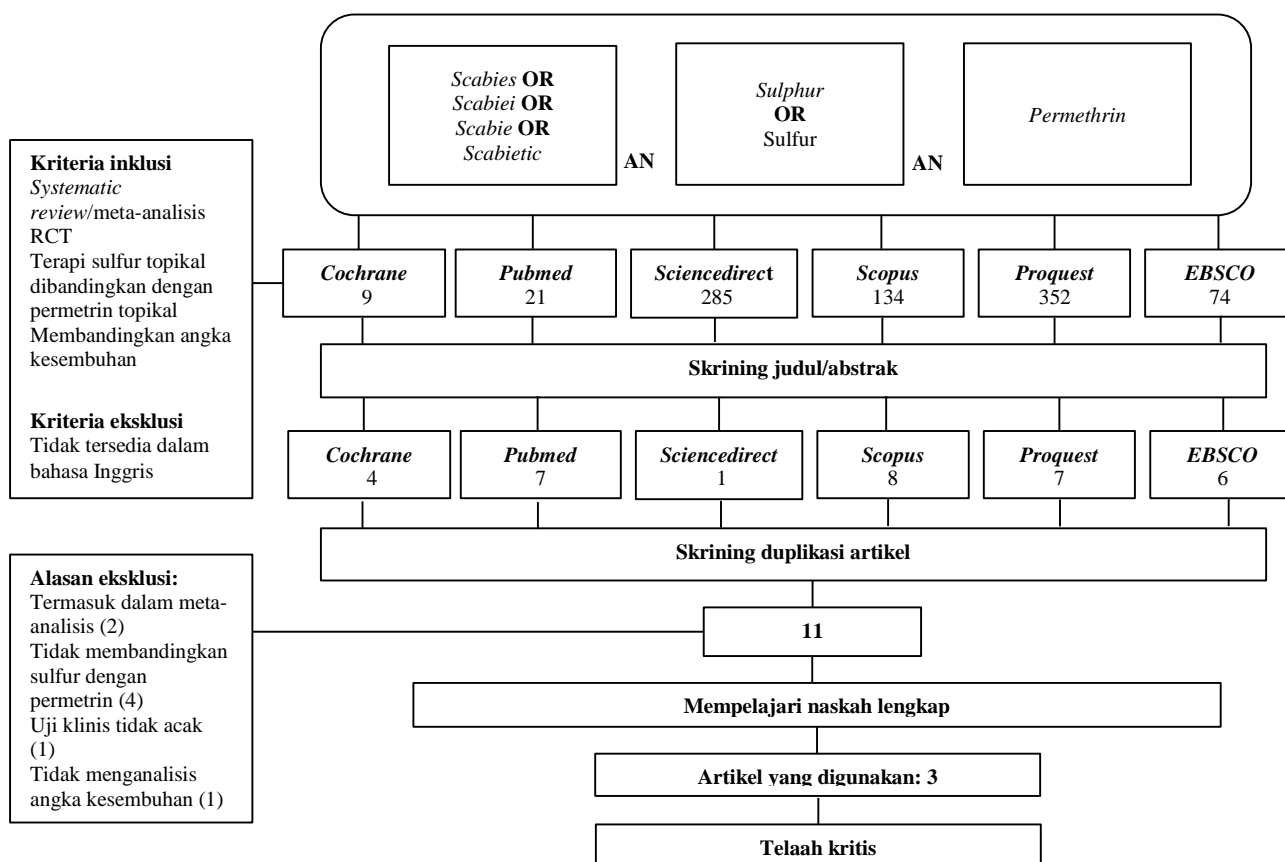 Scabies OR
Scabiei OR
Scabie OR
Scabietic
AN
Sulphur
OR
Sulfur
AN
Permethrin
Kriteria inklusi
Systematic
review/meta-analisis
RCT
Terapi sulfur topikal
dibandingkan dengan
permetrin topikal
Membandingkan angka
kesembuhan
Kriteria eksklusi
Tidak tersedia dalam
bahasa Inggris
Cochrane
9
Pubmed
21
Sciencedirect
285
Scopus
134
Proquest
352
EBSCO
74
Skrining judul/abstrak
Cochrane
4
Pubmed
7
Sciencedirect
1
Scopus
8
Proquest
7
EBSCO
6
Skrining duplikasi artikel
Alasan eksklusi:
Termasuk dalam meta-
analisis (2)
Tidak membandingkan
sulfur dengan
permetrin (4)
Uji klinis tidak acak
(1)
Tidak menganalisis
angka kesembuhan (1)
11
Mempelajari naskah lengkap
Artikel yang digunakan: 3
Telaah kritis